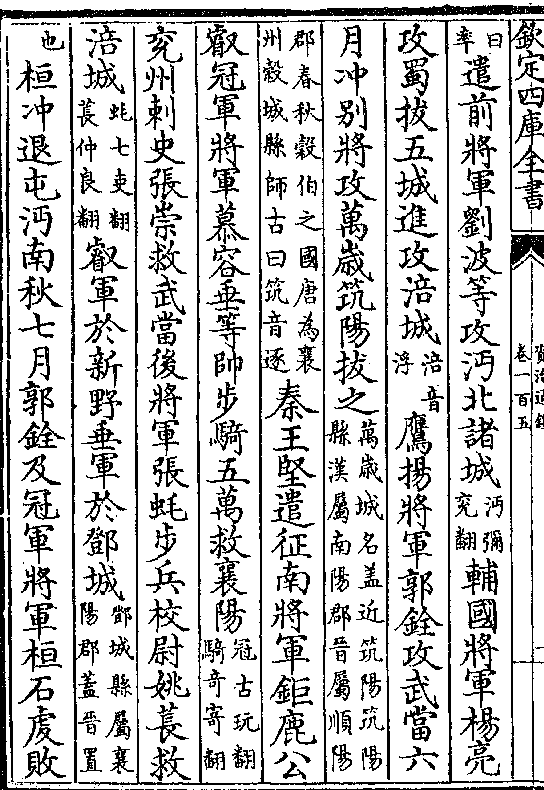 欽定四庫全書
資治通鑑
卷一百五
曰率遣前將軍劉波等攻沔北諸城沔彌兖翻輔國將軍楊亮
攻蜀拔五城進攻涪城涪音浮鷹揚將軍郭銓攻武當六
月沖別將攻萬歲筑陽拔之萬歲城名盖近筑陽筑陽縣漢屬南陽郡晉屬順陽
郡春秋穀伯之國唐為襄州穀城縣師古曰筑音逐秦王堅遣征南將軍鉅鹿公
叡冠軍將軍慕容垂等帥步騎五萬救襄陽冠古玩翻騎奇寄翻
兖州刺史張崇救武當後將軍張蚝步兵校尉姚萇救
涪城蚝七吏翻萇仲良翻叡軍於新野垂軍於鄧城鄧城縣屬襄陽郡盖晉置
也桓沖退屯沔南秋七月郭銓及冠軍將軍桓石虔敗